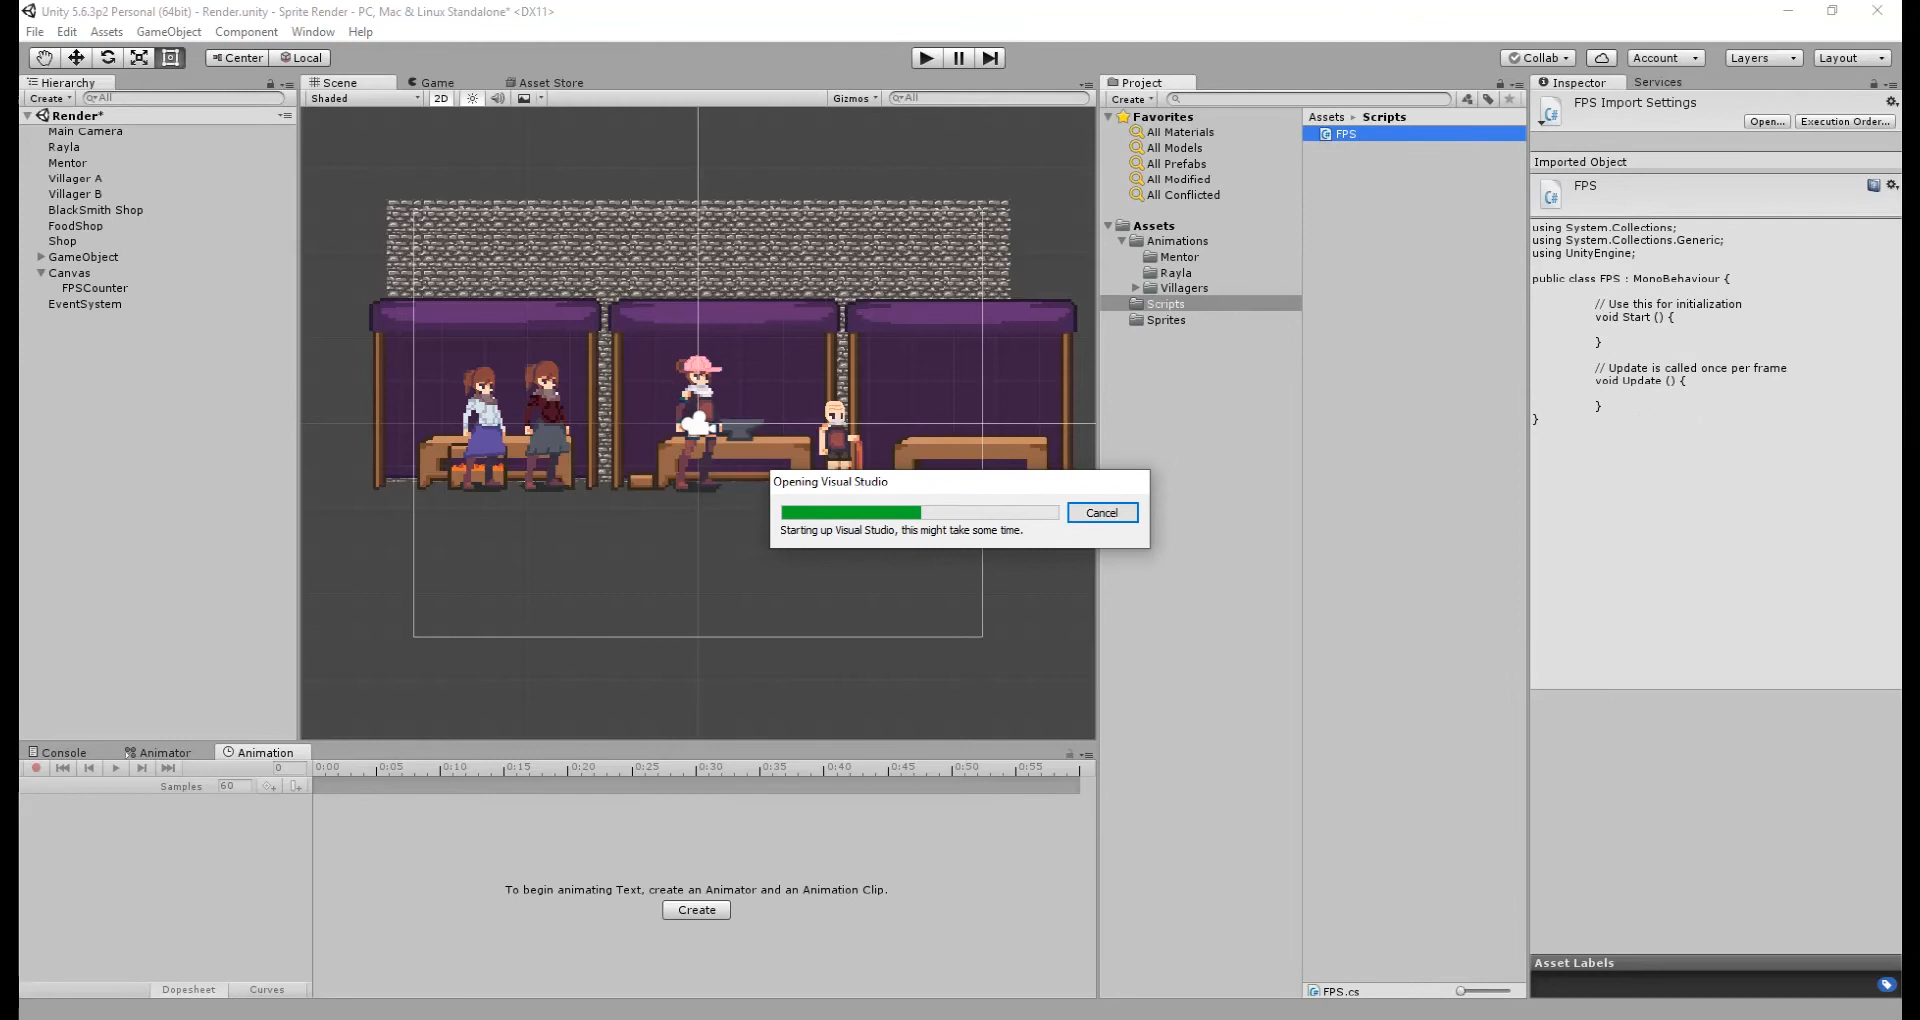 Unity 5.6.3p2 Personal (64bit) - Render.unity - Sprite Render - PC, Mac & Linux Standalone* <DX11>
File Edit Assets GameObject Component Window Help
Center Local Collab Account Layers Layout
Hierarchy
Create All
Render*
Main Camera
Rayla
Mentor
Villager A
Villager B
BlackSmith Shop
FoodShop
Shop
GameObject
Canvas
FPSCounter
EventSystem
Scene Game Asset Store
Shaded 2D Gizmos All
Project
Create
Favorites
All Materials
All Models
All Prefabs
All Modified
All Conflicted
Assets
Animations
Mentor
Rayla
Villagers
Scripts
Sprites
Assets Scripts
FPS
FPS.cs
Inspector Services
FPS Import Settings
Open... Execution Order...
Imported Object
FPS
using System.Collections;
using System.Collections.Generic;
using UnityEngine;
public class FPS : MonoBehaviour {
// Use this for initialization
void Start () {
}
// Update is called once per frame
void Update () {
}
}
Asset Labels
Opening Visual Studio
Cancel
Starting up Visual Studio, this might take some time.
Console Animator Animation
0 0:00 0:05 0:10 0:15 0:20 0:25 0:30 0:35 0:40 0:45 0:50 0:55
Samples 60
To begin animating Text, create an Animator and an Animation Clip.
Create
Dopesheet Curves